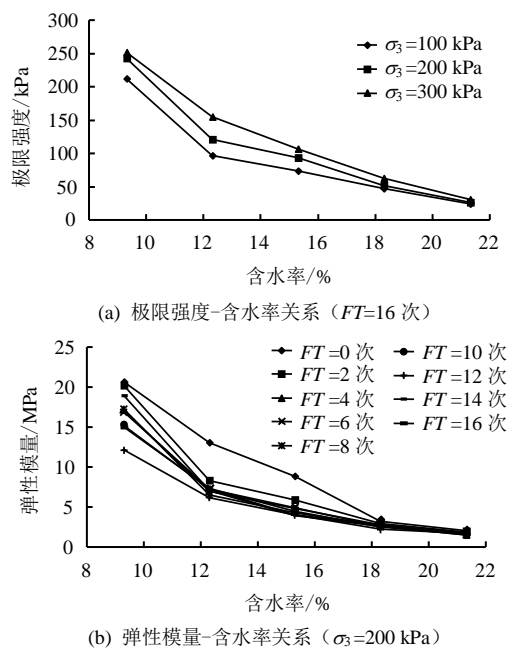 300
250
200
150
100
50
0
极限强度/kPa
σ3=100 kPa
σ3=200 kPa
σ3=300 kPa
8 10 12 14 16 18 20 22
含水率/%
(a) 极限强度-含水率关系（FT=16 次）
25
20
15
10
5
0
弹性模量/MPa
FT=0 次 FT=10 次
FT=2 次 FT=12 次
FT=4 次 FT=14 次
FT=6 次 FT=16 次
FT=8 次
8 10 12 14 16 18 20 22
含水率/%
(b) 弹性模量-含水率关系（σ3=200 kPa）